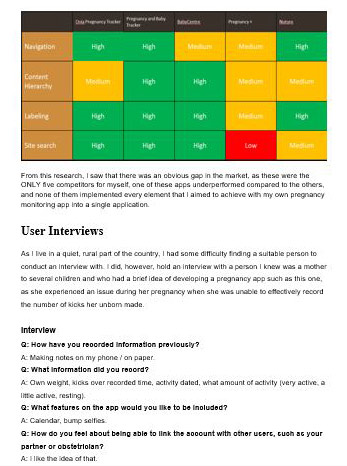 Ovia Pregnancy Tracker Pregnancy and Baby Tracker BabyCentre Pregnancy + Nurture
Navigation High High Medium Medium High
Content Hierarchy Medium High High Medium Medium
Labeling High High High Medium High
Site search High High High Low Medium
From this research, I saw that there was an obvious gap in the market, as these were the
ONLY five competitors for myself, one of these apps underperformed compared to the others,
and none of them implemented every element that I aimed to achieve with my own pregnancy
monitoring app into a single application.
User Interviews
As I live in a quiet, rural part of the country, I had some difficulty finding a suitable person to
conduct an interview with. I did, however, hold an interview with a person I knew was a mother
to several children and who had a brief idea of developing a pregnancy app such as this one,
as she experienced an issue during her pregnancy when she was unable to effectively record
the number of kicks her unborn made.
Interview
Q: How have you recorded information previously?
A: Making notes on my phone / on paper.
Q: What information did you record?
A: Own weight, kicks over recorded time, activity dated, what amount of activity (very active, a
little active, resting).
Q: What features on the app would you like to be included?
A: Calendar, bump selfies.
Q: How do you feel about being able to link the account with other users, such as your
partner or obstetrician?
A: I like the idea of that.